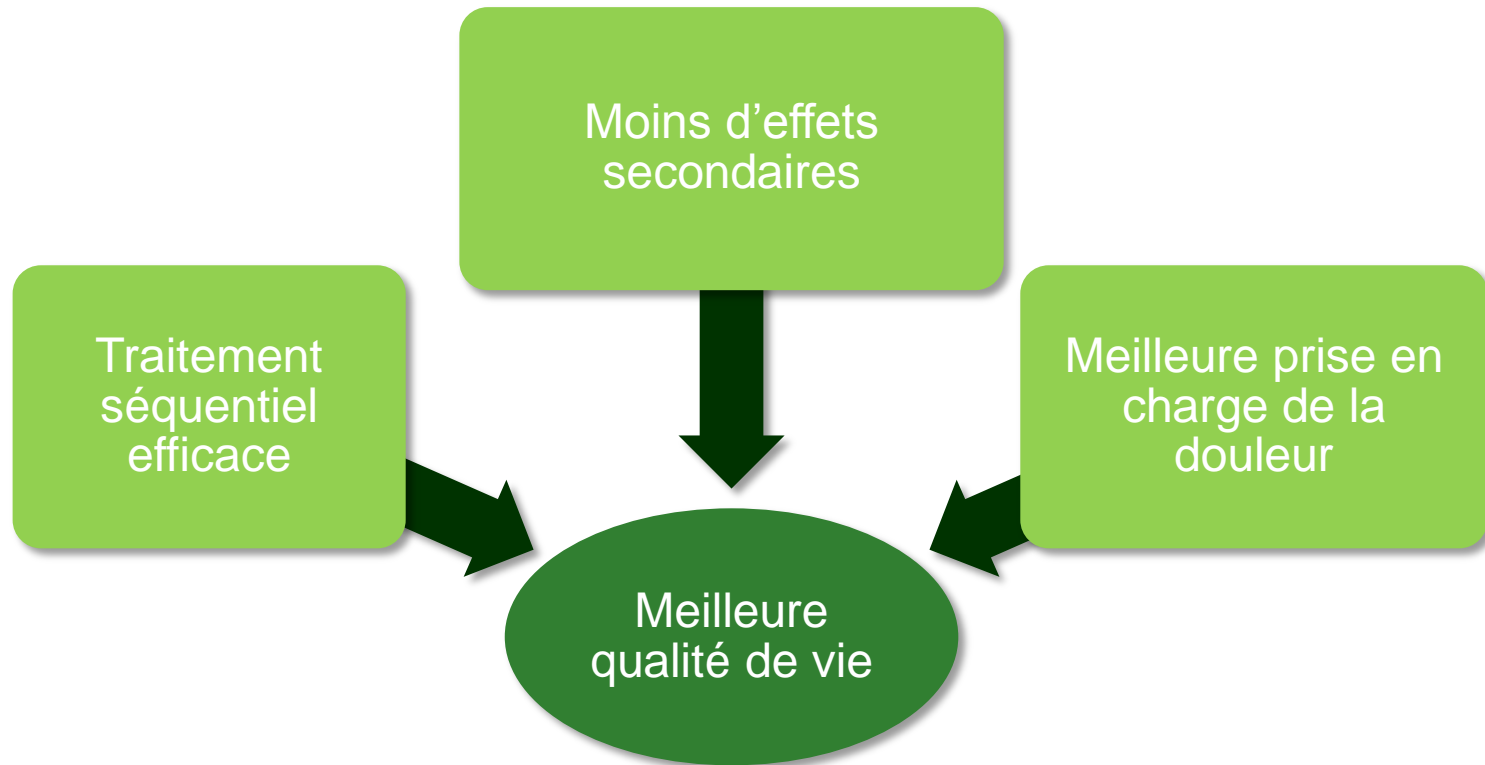 Moins d’effets
secondaires
Traitement
séquentiel
efficace
Meilleure prise en
charge de la
douleur
Meilleure
qualité de vie